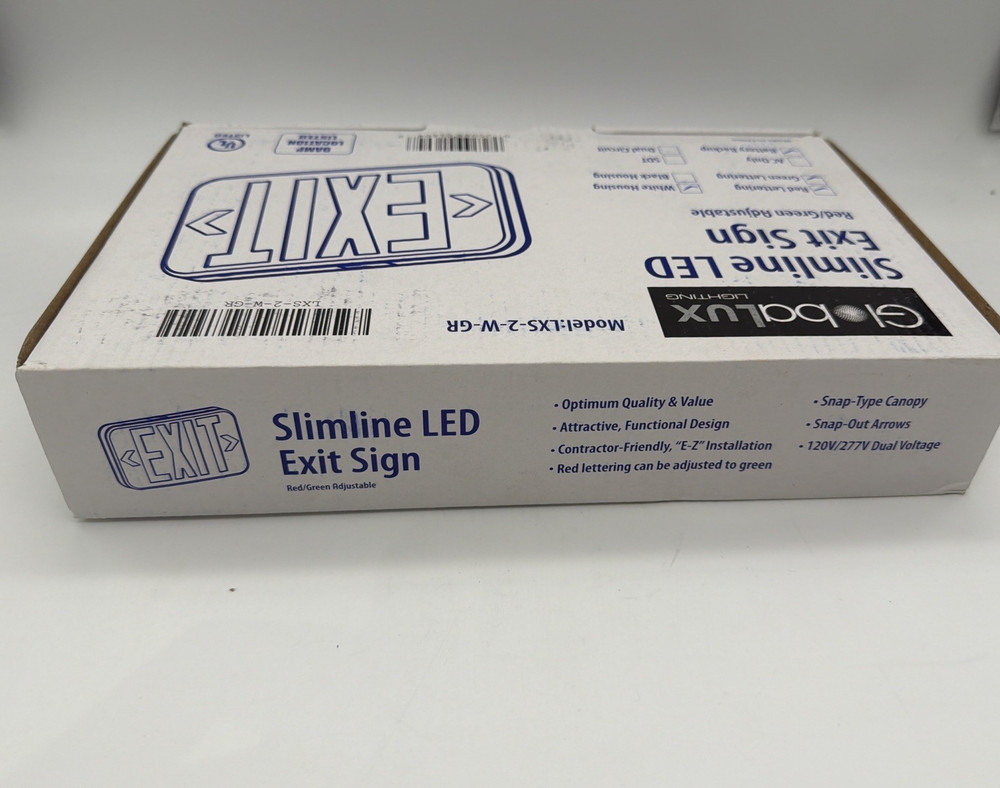 GlobaLux
LIGHTING
Slimline LED
Exit Sign
Red/Green Adjustable
Red Lettering
Green Lettering
AC Only
Battery Backup
White Housing
Black Housing
SDT
Dual Circuit
Model:LXS-2-W-GR
LXS-2-W-GR
EXIT
DAMP
LOCATION
LISTED
UL
LISTED
EXIT
Slimline LED
Exit Sign
Red/Green Adjustable
• Optimum Quality & Value
• Attractive, Functional Design
• Contractor-Friendly, “E-Z” Installation
• Red lettering can be adjusted to green
• Snap-Type Canopy
• Snap-Out Arrows
• 120V/277V Dual Voltage